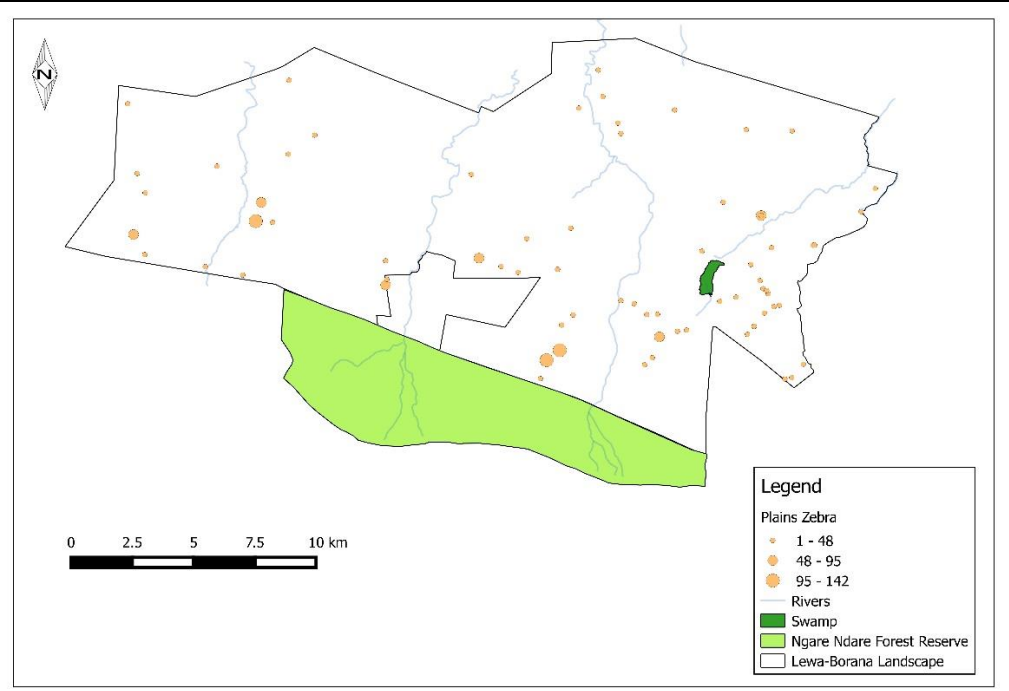 N
Legend
Plains Zebra
1 - 48
48 - 95
95 - 142
Rivers
Swamp
Ngare Ndare Forest Reserve
Lewa-Borana Landscape
0 2.5 5 7.5 10 km